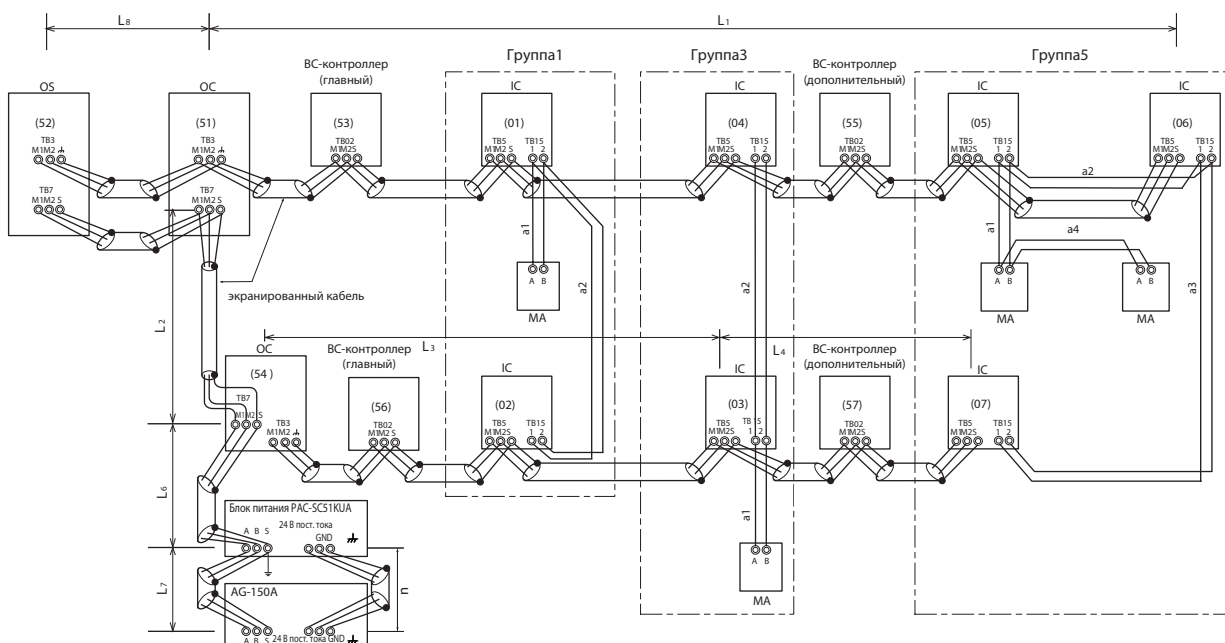 L8
L1
Группа1
Группа3
Группа5
BC-контроллер
(главный)
BC-контроллер
(дополнительный)
OS
OC
IC
IC
IC
IC
(52)
(51)
(53)
(01)
(04)
(55)
(05)
(06)
TB3
M1M2
TB3
M1M2
TB02
M1M2S
TB5
M1M2 S
TB15
1 2
TB5
M1M2S
TB15
1 2
TB02
M1M2S
TB5
M1M2S
TB15
1 2
TB5
M1M2S
TB15
1 2
TB7
M1M2 S
TB7
M1M2 S
a2
a1
a2
a2
a1
a4
a3
A B
MA
A B
MA
A B
MA
экранированный кабель
L2
L3
L4
OC
BC-контроллер
(главный)
IC
IC
BC-контроллер
(дополнительный)
IC
(54 )
(56)
(02)
(03)
(57)
(07)
TB7
M1M2 S
TB3
M1M2
TB02
M1M2 S
TB5
M1M2S
TB15
1 2
TB5
M1M2S
TB15
1 2
TB02
M1M2S
TB5
M1M2S
TB15
1 2
L6
Блок питания PAC-SC51KUA
24 В пост. тока
A B S
GND
a1
A B
MA
L7
n
AG-150A
A B S
24 В пост. тока GND